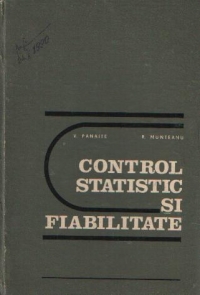 V. PANAITE R. MUNTEANU
CONTROL
STATISTIC
SI
FIABILITATE